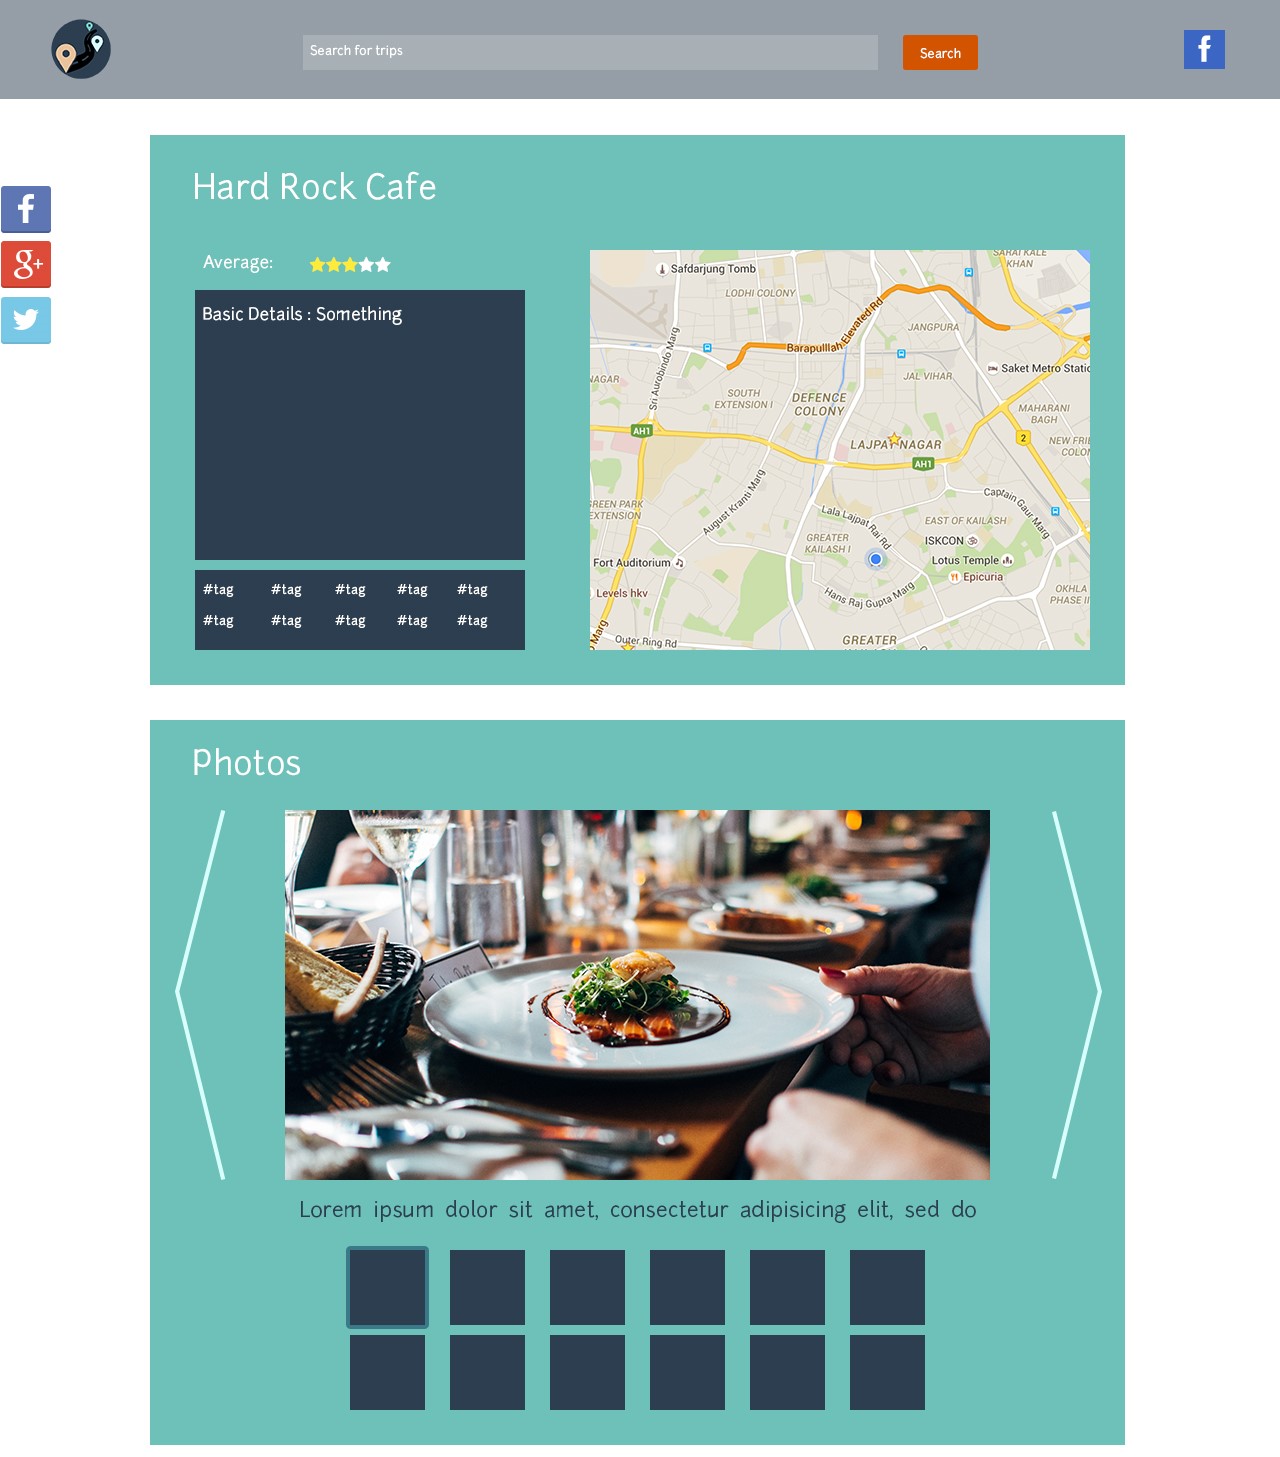 Search for trips
Search
f
Hard Rock Cafe
f
g+
Average:
Basic Details : Something
#tag #tag #tag #tag #tag
#tag #tag #tag #tag #tag
SARAI KALE
KHAN
Safdarjung Tomb
LODHI COLONY
Barapulllah Elevated Rd
JANGPURA
Sri Aurobindo Marg
Saket Metro Static
NAGAR
SOUTH
EXTENSION I
DEFENCE
COLONY
JAL VIHAR
MAHARANI
BAGH
AH1
2
LAJPAT NAGAR
NEW FRIE
COLON
AH1
GREEN PARK
EXTENSION
August Kranti Marg
Captain Gaur Marg
Lala Lajpat Rai Rd
EAST OF KAILASH
GREATER
KAILASH I
ISKCON
Fort Auditorium
Lotus Temple
Epicuria
Levels hkv
Hans Raj Gupta Marg
OKHLA
PHASE II
Marg
Outer Ring Rd
GREATER
Photos
Lorem ipsum dolor sit amet, consectetur adipisicing elit, sed do